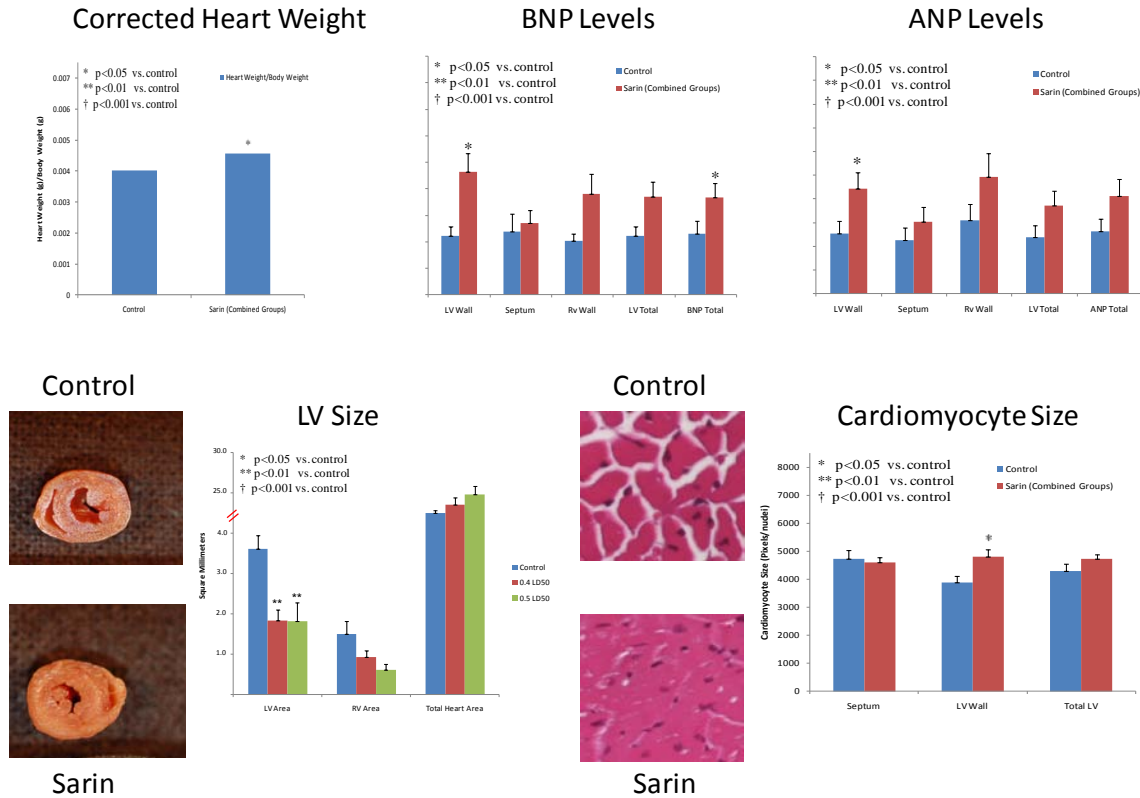 Corrected Heart Weight
* p<0.05 vs. control
** p<0.01 vs. control
† p<0.001 vs. control
Heart Weight/Body Weight
Heart Weight (g)/Body Weight (g)
0.007
0.006
0.005
0.004
0.003
0.002
0.001
0
*
Control
Sarin (Combined Groups)
BNP Levels
* p<0.05 vs. control
** p<0.01 vs. control
† p<0.001 vs. control
Control
Sarin (Combined Groups)
*
*
LV Wall
Septum
Rv Wall
LV Total
BNP Total
ANP Levels
* p<0.05 vs. control
** p<0.01 vs. control
† p<0.001 vs. control
Control
Sarin (Combined Groups)
*
LV Wall
Septum
Rv Wall
LV Total
ANP Total
Control
Sarin
LV Size
* p<0.05 vs. control
** p<0.01 vs. control
† p<0.001 vs. control
Square Millimeters
30.0
25.0
4.0
3.0
2.0
1.0
**
**
Control
0.4 LD50
0.5 LD50
LV Area
RV Area
Total Heart Area
Control
Sarin
Cardiomyocyte Size
* p<0.05 vs. control
** p<0.01 vs. control
† p<0.001 vs. control
Control
Sarin (Combined Groups)
Cardiomyocyte Size (Pixels/nudei)
8000
7000
6000
5000
4000
3000
2000
1000
0
*
Septum
LV Wall
Total LV